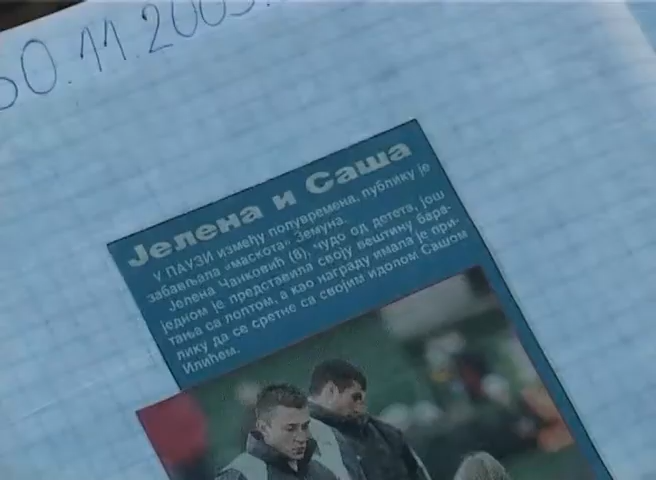 30.11.2003.
Јелена и Саша
У ПАУЗИ између полувремена, публику је
забављала „маскота“ Земуна.
Јелена Чанковић (8), чудо од детета, још
једном је представила своју вештину бара-
тања са лоптом, а као награду имала је при-
лику да се сретне са својим идолом Сашом
Илићем.